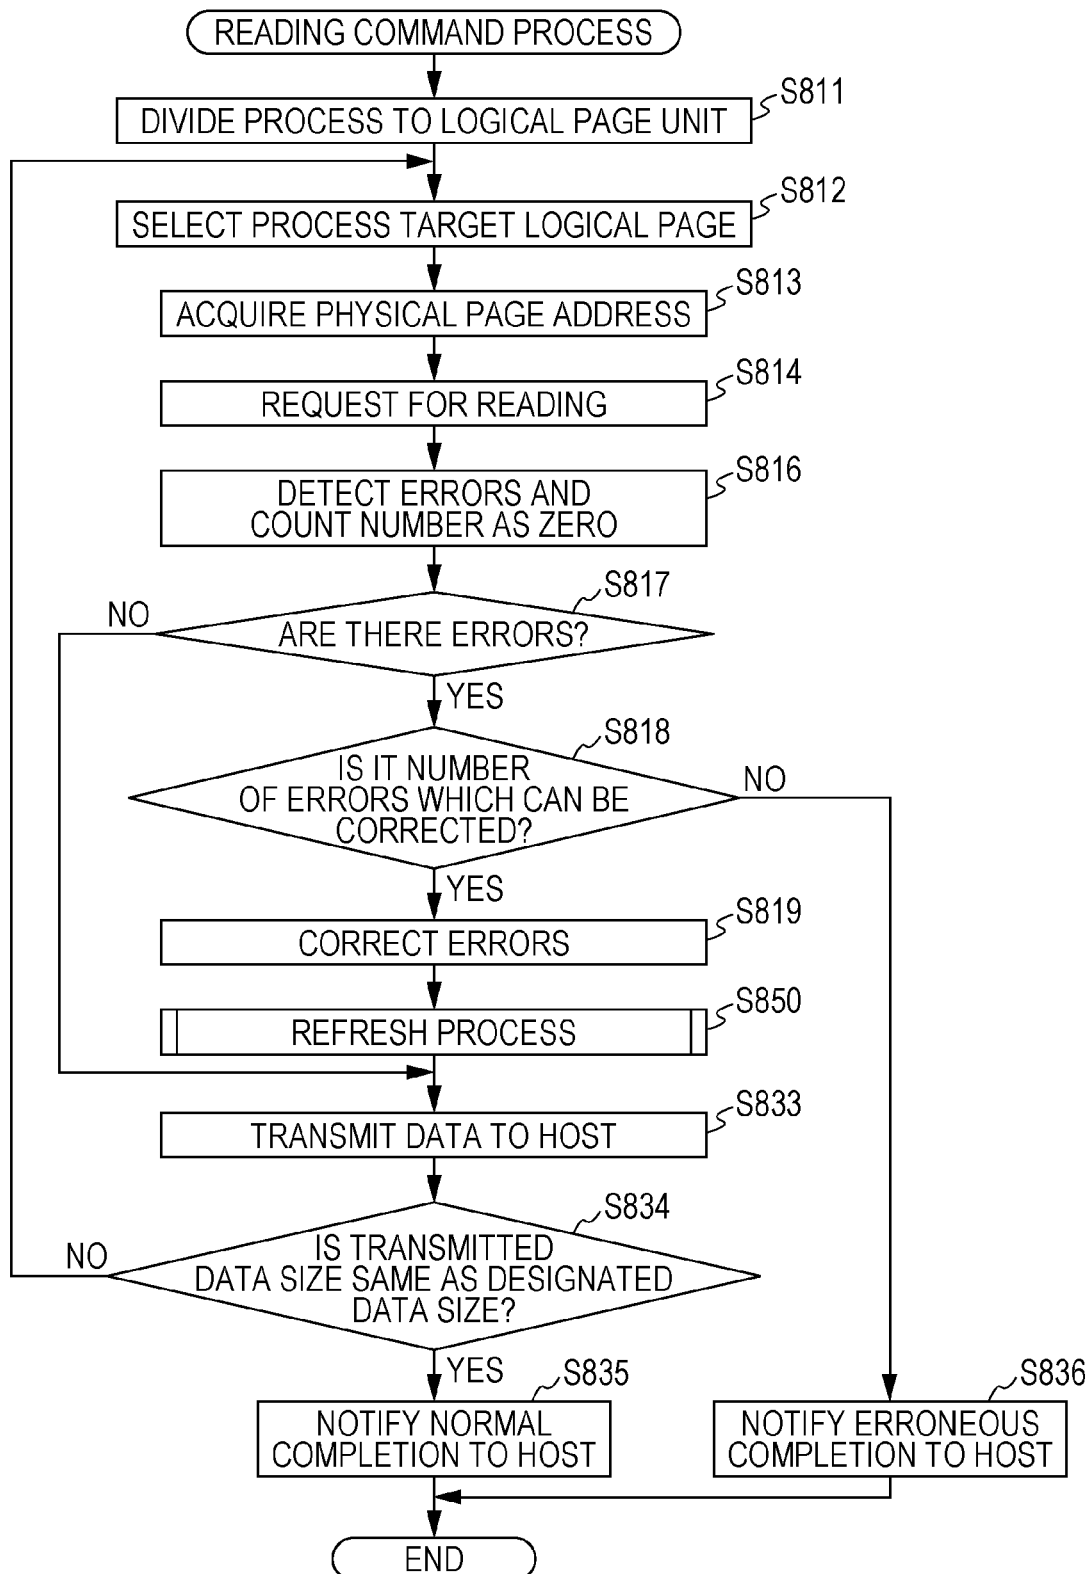 READING COMMAND PROCESS
S811
DIVIDE PROCESS TO LOGICAL PAGE UNIT
S812
SELECT PROCESS TARGET LOGICAL PAGE
S813
ACQUIRE PHYSICAL PAGE ADDRESS
S814
REQUEST FOR READING
S816
DETECT ERRORS AND
COUNT NUMBER AS ZERO
S817
NO
ARE THERE ERRORS?
YES
S818
IS IT NUMBER
OF ERRORS WHICH CAN BE
CORRECTED?
NO
YES
S819
CORRECT ERRORS
S850
REFRESH PROCESS
S833
TRANSMIT DATA TO HOST
S834
NO
IS TRANSMITTED
DATA SIZE SAME AS DESIGNATED
DATA SIZE?
YES
S835
NOTIFY NORMAL
COMPLETION TO HOST
S836
NOTIFY ERRONEOUS
COMPLETION TO HOST
END